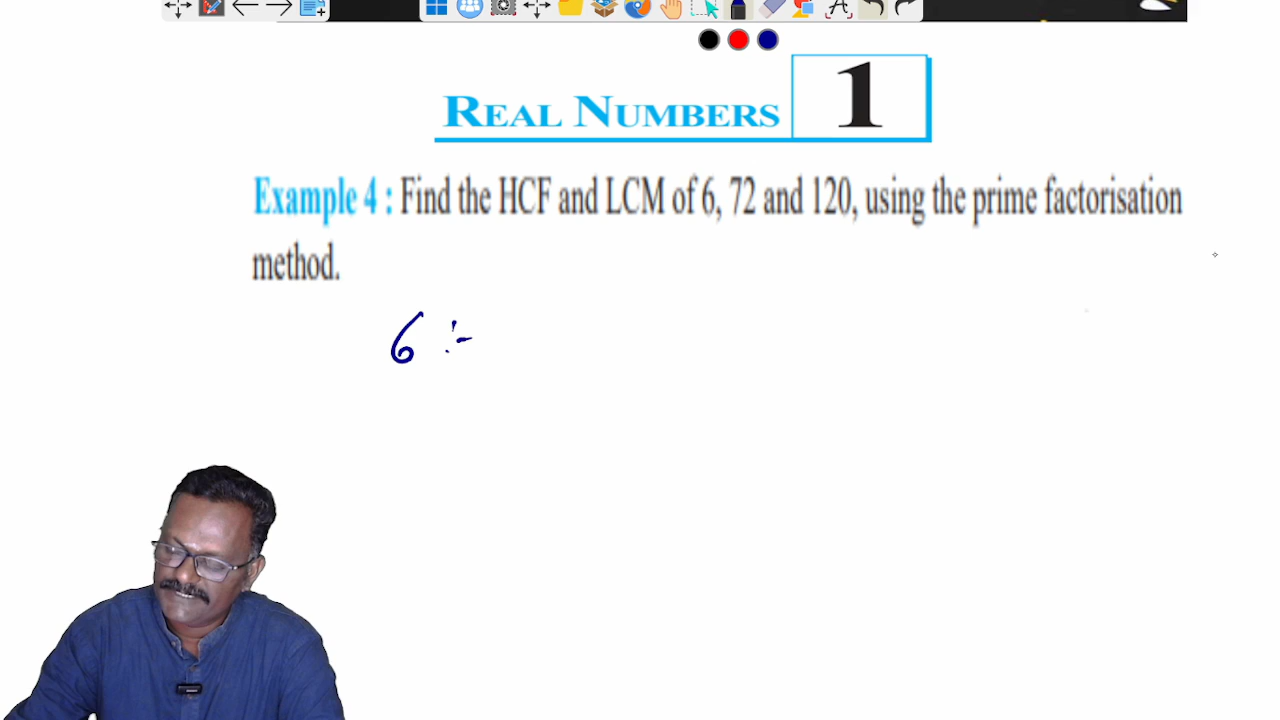 REAL NUMBERS 1
Example 4 : Find the HCF and LCM of 6, 72 and 120, using the prime factorisation
method.
6 :-